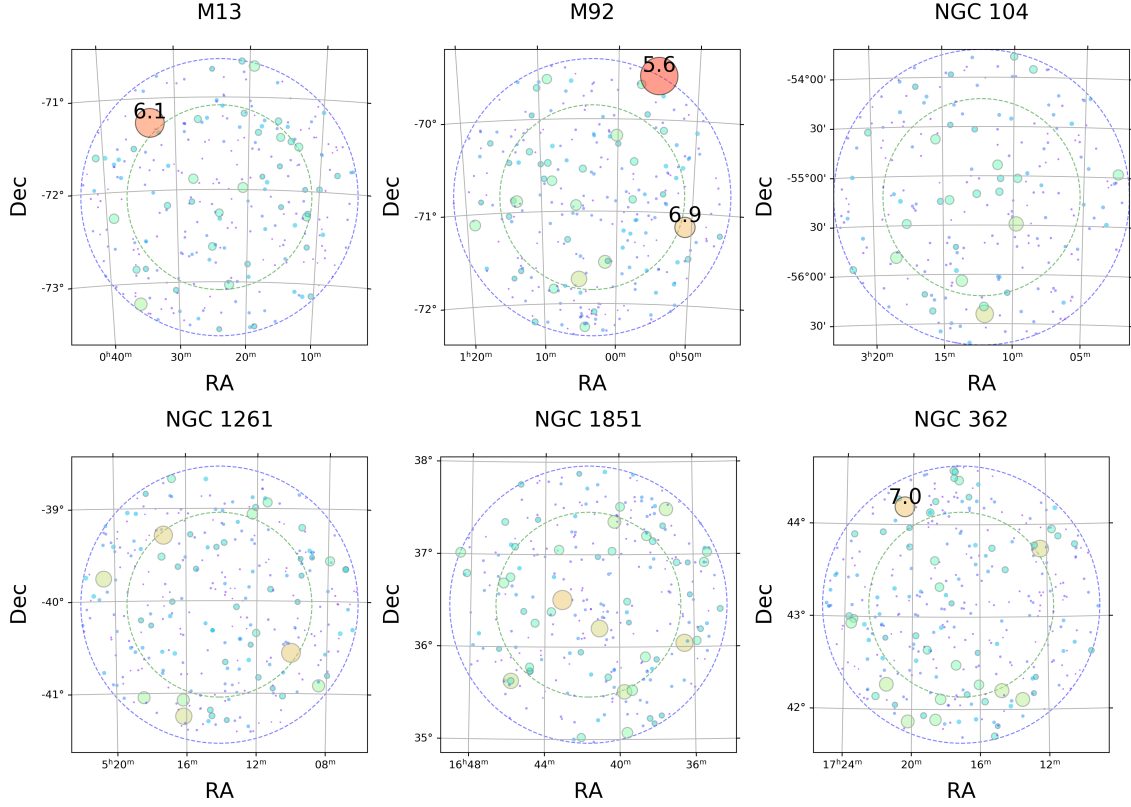 M13
M92
NGC 104
6.1
-71°
-72°
-73°
Dec
0ʰ40ᵐ 30ᵐ 20ᵐ 10ᵐ
RA
5.6
6.9
-70°
-71°
-72°
Dec
1ʰ20ᵐ 10ᵐ 00ᵐ 0ʰ50ᵐ
RA
-54°00'
30'
-55°00'
30'
-56°00'
30'
Dec
3ʰ20ᵐ 15ᵐ 10ᵐ 05ᵐ
RA
NGC 1261
NGC 1851
NGC 362
-39°
-40°
-41°
Dec
5ʰ20ᵐ 16ᵐ 12ᵐ 08ᵐ
RA
38°
37°
36°
35°
Dec
16ʰ48ᵐ 44ᵐ 40ᵐ 36ᵐ
RA
7.0
44°
43°
42°
Dec
17ʰ24ᵐ 20ᵐ 16ᵐ 12ᵐ
RA